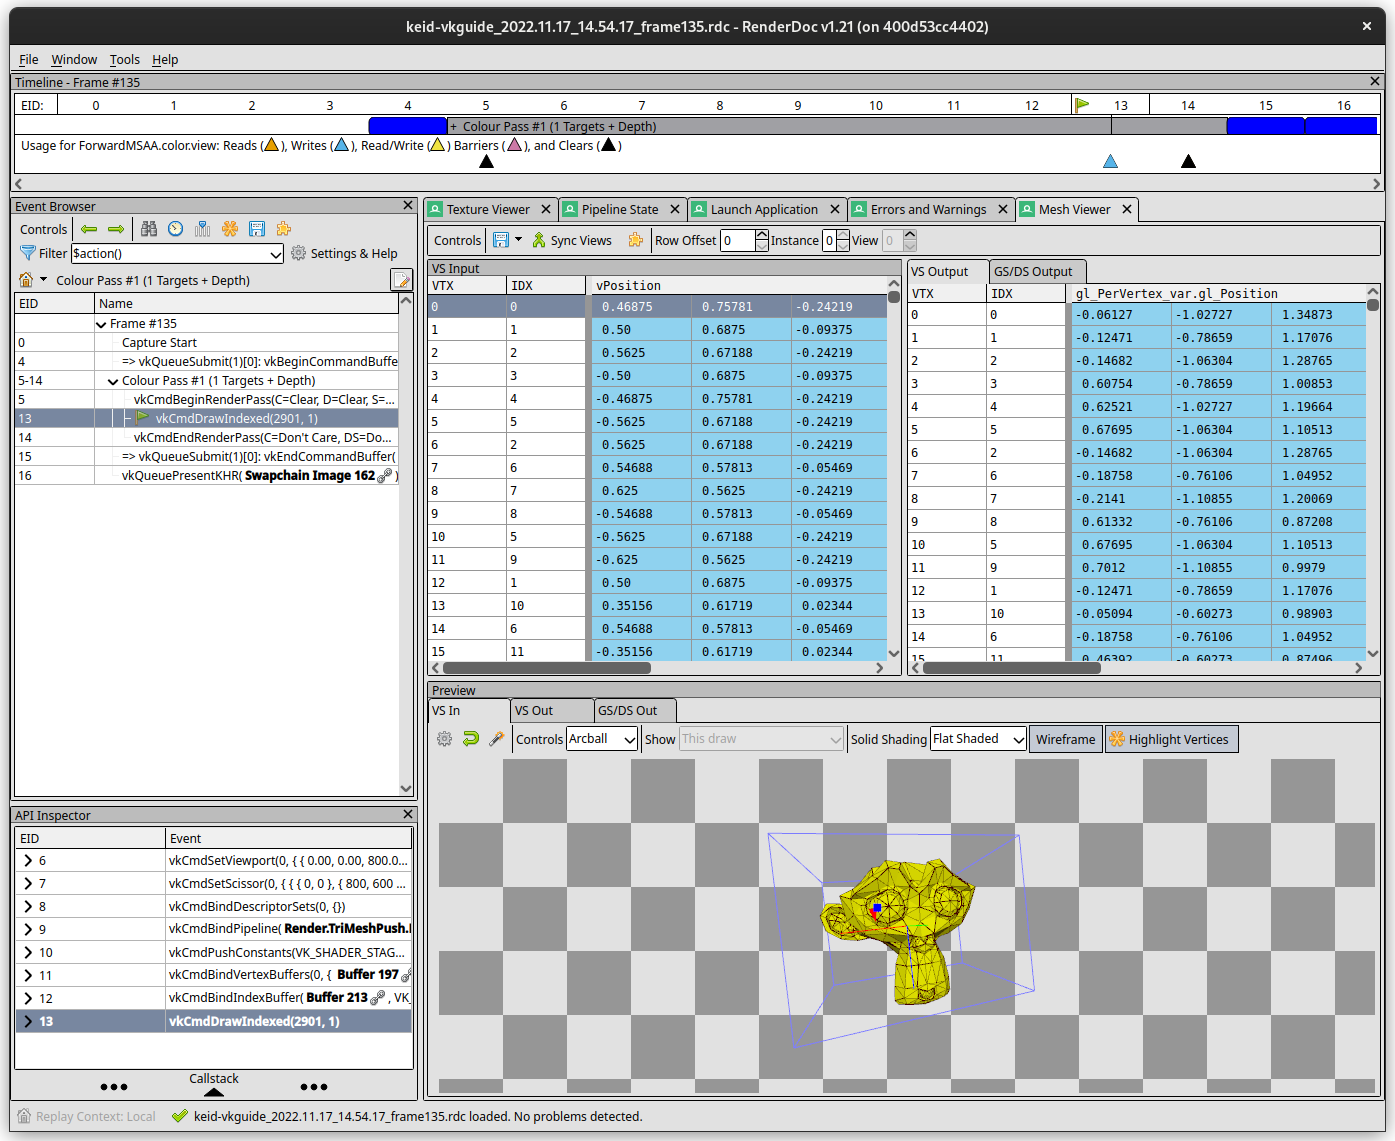 keid-vkguide_2022.11.17_14.54.17_frame135.rdc - RenderDoc v1.21 (on 400d53cc4402)
File Window Tools Help
Timeline - Frame #135
EID: 0 1 2 3 4 5 6 7 8 9 10 11 12 13 14 15 16
+ Colour Pass #1 (1 Targets + Depth)
Usage for ForwardMSAA.color.view: Reads ( ), Writes ( ), Read/Write ( ) Barriers ( ), and Clears ( )
Event Browser
Controls
Filter $action() Settings & Help
Colour Pass #1 (1 Targets + Depth)
EID Name
Frame #135
0 Capture Start
4 => vkQueueSubmit(1)[0]: vkBeginCommandBuffe
5-14 Colour Pass #1 (1 Targets + Depth)
5 vkCmdBeginRenderPass(C=Clear, D=Clear, S=...
13 vkCmdDrawIndexed(2901, 1)
14 vkCmdEndRenderPass(C=Don't Care, DS=Do...
15 => vkQueueSubmit(1)[0]: vkEndCommandBuffer(
16 vkQueuePresentKHR( Swapchain Image 162 )
API Inspector
EID Event
6 vkCmdSetViewport(0, { { 0.00, 0.00, 800.0...
7 vkCmdSetScissor(0, { { { 0, 0 }, { 800, 600 ...
8 vkCmdBindDescriptorSets(0, {})
9 vkCmdBindPipeline( Render.TriMeshPush.
10 vkCmdPushConstants(VK_SHADER_STAG...
11 vkCmdBindVertexBuffers(0, { Buffer 197
12 vkCmdBindIndexBuffer( Buffer 213 , VK_
13 vkCmdDrawIndexed(2901, 1)
Callstack
Texture Viewer Pipeline State Launch Application Errors and Warnings Mesh Viewer
Controls Sync Views Row Offset 0 Instance 0 View 0
VS Input
VTX IDX vPosition
0 0 0.46875 0.75781 -0.24219
1 1 0.50 0.6875 -0.09375
2 2 0.5625 0.67188 -0.24219
3 3 -0.50 0.6875 -0.09375
4 4 -0.46875 0.75781 -0.24219
5 5 -0.5625 0.67188 -0.24219
6 2 0.5625 0.67188 -0.24219
7 6 0.54688 0.57813 -0.05469
8 7 0.625 0.5625 -0.24219
9 8 -0.54688 0.57813 -0.05469
10 5 -0.5625 0.67188 -0.24219
11 9 -0.625 0.5625 -0.24219
12 1 0.50 0.6875 -0.09375
13 10 0.35156 0.61719 0.02344
14 6 0.54688 0.57813 -0.05469
15 11 -0.35156 0.61719 0.02344
VS Output GS/DS Output
VTX IDX gl_PerVertex_var.gl_Position
0 0 -0.06127 -1.02727 1.34873
1 1 -0.12471 -0.78659 1.17076
2 2 -0.14682 -1.06304 1.28765
3 3 0.60754 -0.78659 1.00853
4 4 0.62521 -1.02727 1.19664
5 5 0.67695 -1.06304 1.10513
6 2 -0.14682 -1.06304 1.28765
7 6 -0.18758 -0.76106 1.04952
8 7 -0.2141 -1.10855 1.20069
9 8 0.61332 -0.76106 0.87208
10 5 0.67695 -1.06304 1.10513
11 9 0.7012 -1.10855 0.9979
12 1 -0.12471 -0.78659 1.17076
13 10 -0.05094 -0.60273 0.98903
14 6 -0.18758 -0.76106 1.04952
15 11 0.46392 -0.60273 0.87496
Preview
VS In VS Out GS/DS Out
Controls Arcball Show This draw Solid Shading Flat Shaded Wireframe Highlight Vertices
Replay Context: Local keid-vkguide_2022.11.17_14.54.17_frame135.rdc loaded. No problems detected.